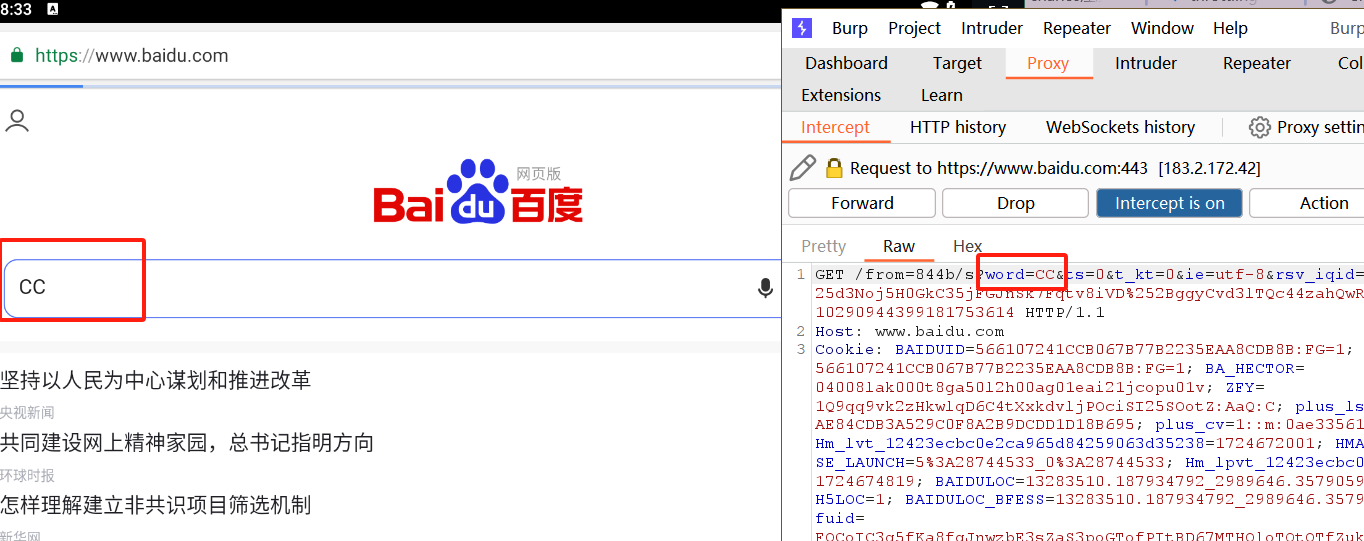 8:33
https://www.baidu.com
网页版
Bai du 百度
CC
坚持以人民为中心谋划和推进改革
央视新闻
共同建设网上精神家园，总书记指明方向
环球时报
怎样理解建立非共识项目筛选机制
新华网
Burp Project Intruder Repeater Window Help Burp
Dashboard Target Proxy Intruder Repeater Col
Extensions Learn
Intercept HTTP history WebSockets history Proxy settin
Request to https://www.baidu.com:443 [183.2.172.42]
Forward Drop Intercept is on Action
Pretty Raw Hex
1 GET /from=844b/s?word=CC&ts=0&t_kt=0&ie=utf-8&rsv_iqid=
25d3Noj5H0GkC35jFGJnSk7Fqtv8iVD%252BggyCvd3lTQc44zahQwR
10290944399181753614 HTTP/1.1
2 Host: www.baidu.com
3 Cookie: BAIDUID=566107241CCB067B77B2235EAA8CDB8B:FG=1;
566107241CCB067B77B2235EAA8CDB8B:FG=1; BA_HECTOR=
04008lak000t8ga50l2h00ag01eai21jcopu01v; ZFY=
1Q9qq9vk2zHkwlqD6C4tXxkdvljPOciSI25SOotZ:AaQ:C; plus_ls
AE84CDB3A529C0F8A2B9DCDD1D18B695; plus_cv=1::m:0ae33561
Hm_lvt_12423ecbc0e2ca965d84259063d35238=1724672001; HMA
SE_LAUNCH=5%3A28744533_0%3A28744533; Hm_lpvt_12423ecbc0
1724674819; BAIDULOC=13283510.187934792_2989646.3579059
H5LOC=1; BAIDULOC_BFESS=13283510.187934792_2989646.3579
fuid=